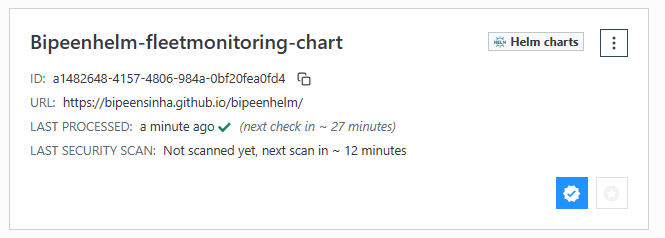 Bipeenhelm-fleetmonitoring-chart
HELM Helm charts
ID: a1482648-4157-4806-984a-0bf20fea0fd4
URL: https://bipeensinha.github.io/bipeenhelm/
LAST PROCESSED: a minute ago (next check in ~ 27 minutes)
LAST SECURITY SCAN: Not scanned yet, next scan in ~ 12 minutes